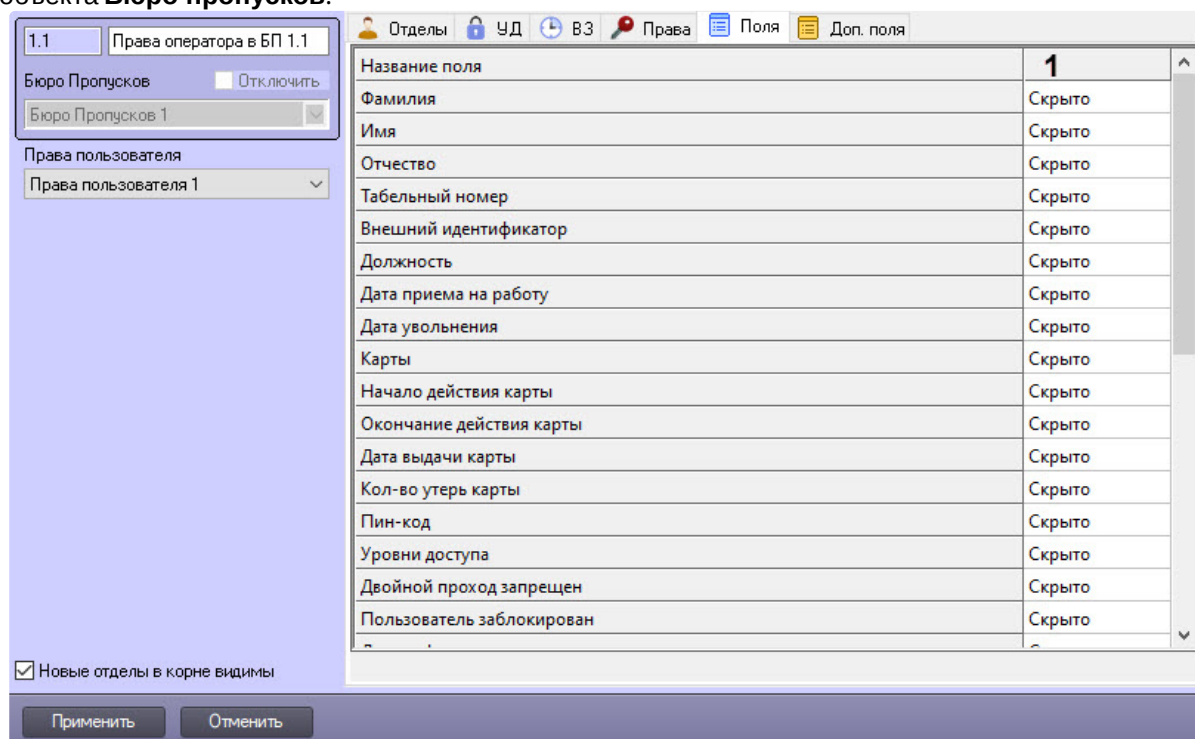 объекта Бюро пропусков.
1.1 Права оператора в БП 1.1
Бюро Пропусков Отключить
Бюро Пропусков 1
Права пользователя
Права пользователя 1
Отделы УД ВЗ Права Поля Доп. поля
Название поля 1
Фамилия Скрыто
Имя Скрыто
Отчество Скрыто
Табельный номер Скрыто
Внешний идентификатор Скрыто
Должность Скрыто
Дата приема на работу Скрыто
Дата увольнения Скрыто
Карты Скрыто
Начало действия карты Скрыто
Окончание действия карты Скрыто
Дата выдачи карты Скрыто
Кол-во утерь карты Скрыто
Пин-код Скрыто
Уровни доступа Скрыто
Двойной проход запрещен Скрыто
Пользователь заблокирован Скрыто
Новые отделы в корне видимы
Применить Отменить